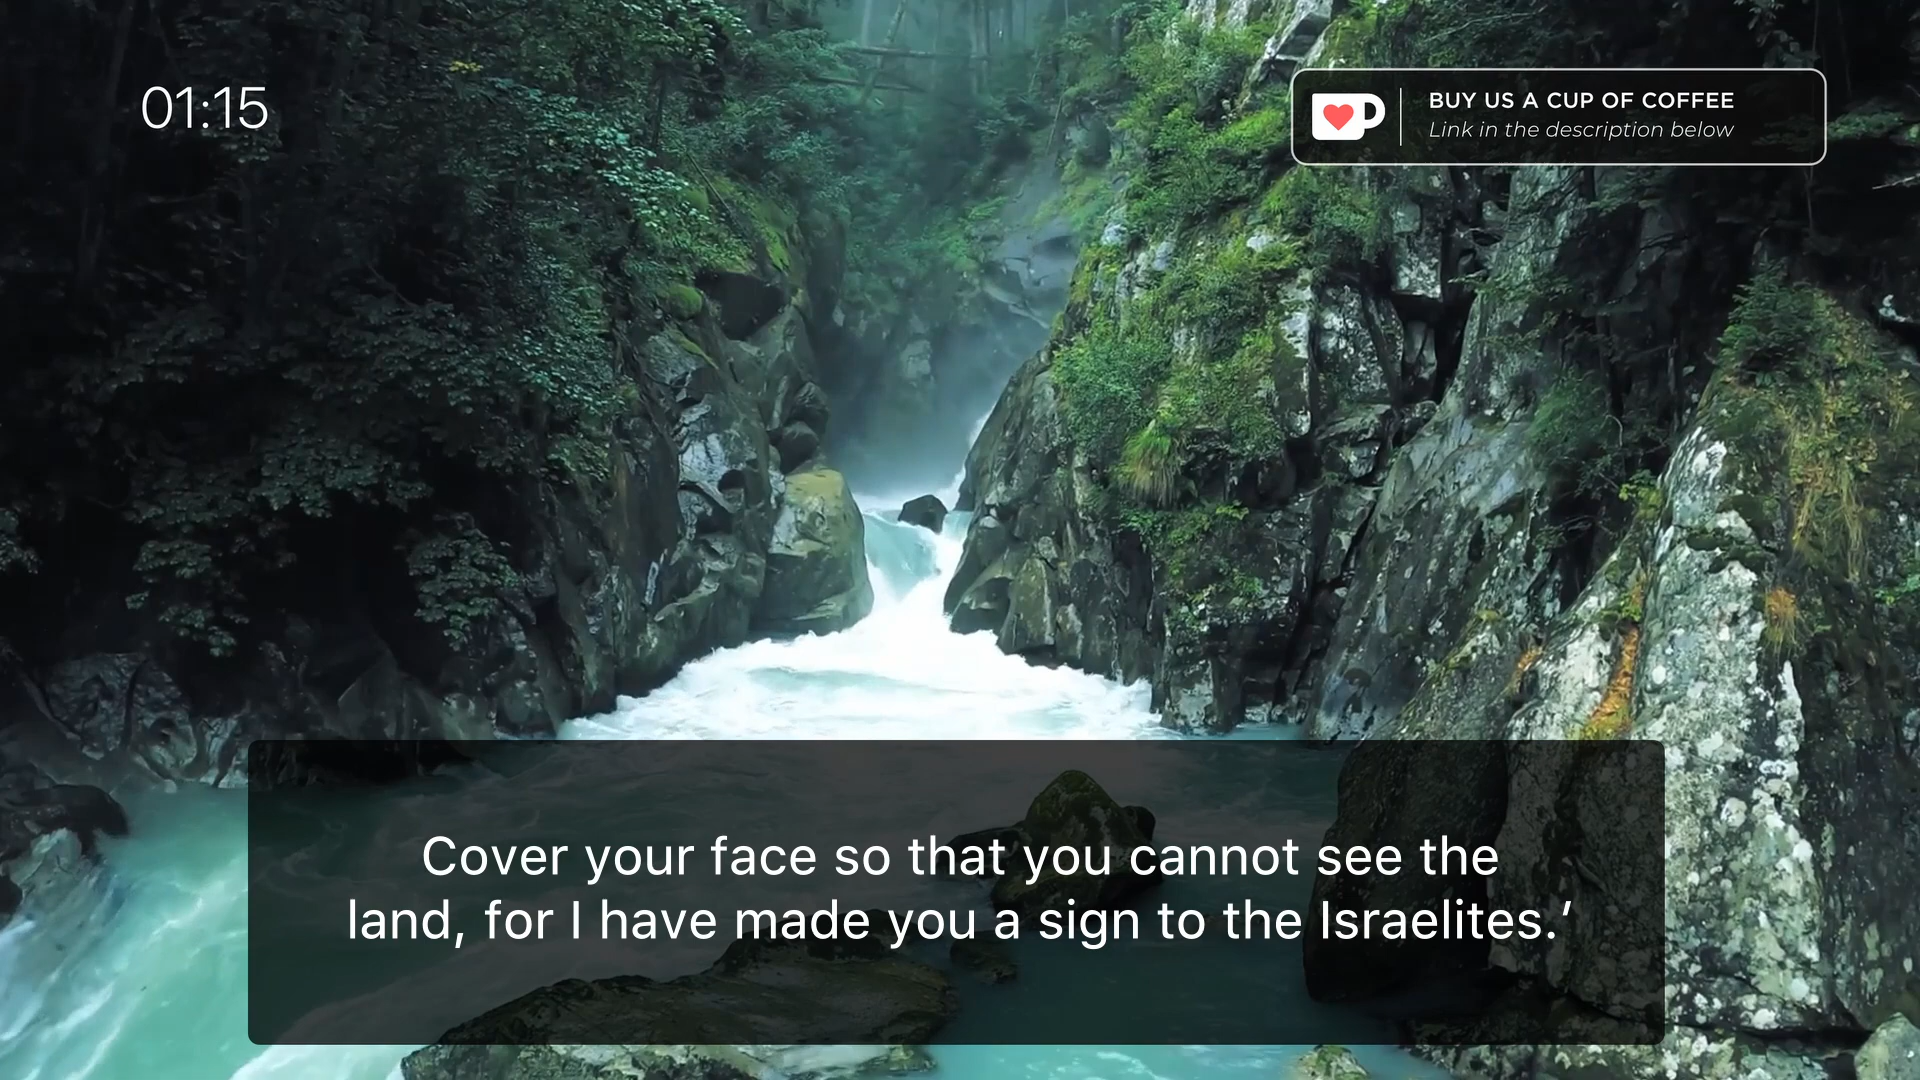 01:15
BUY US A CUP OF COFFEE
Link in the description below
Cover your face so that you cannot see the
land, for I have made you a sign to the Israelites.’